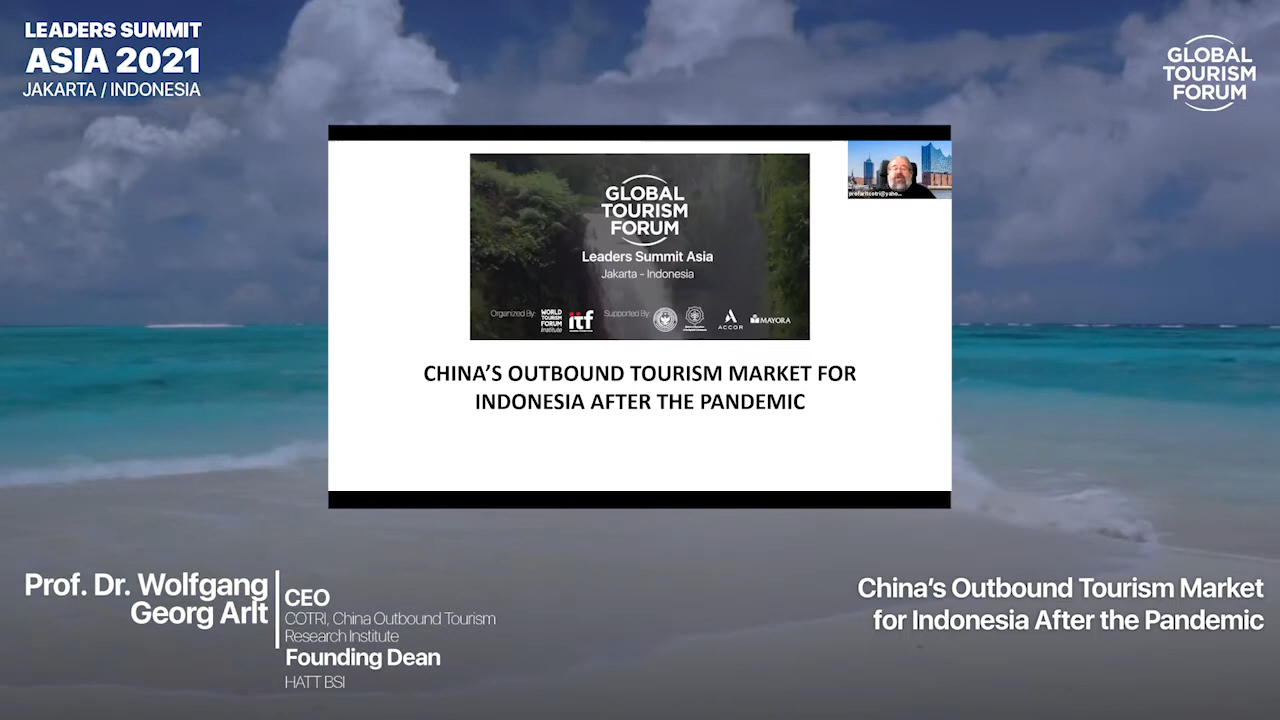 LEADERS SUMMIT
ASIA 2021
JAKARTA / INDONESIA
GLOBAL
TOURISM
FORUM
GLOBAL
TOURISM
FORUM
Leaders Summit Asia
Jakarta - Indonesia
Organized By:
WORLD
TOURISM
FORUM
Institute
itf
Supported By:
ACCOR
MAYORA
profaritcotri@yaho...
CHINA'S OUTBOUND TOURISM MARKET FOR
INDONESIA AFTER THE PANDEMIC
Prof. Dr. Wolfgang
Georg Arlt
CEO
COTRI, China Outbound Tourism
Research Institute
Founding Dean
HATT BSI
China's Outbound Tourism Market
for Indonesia After the Pandemic